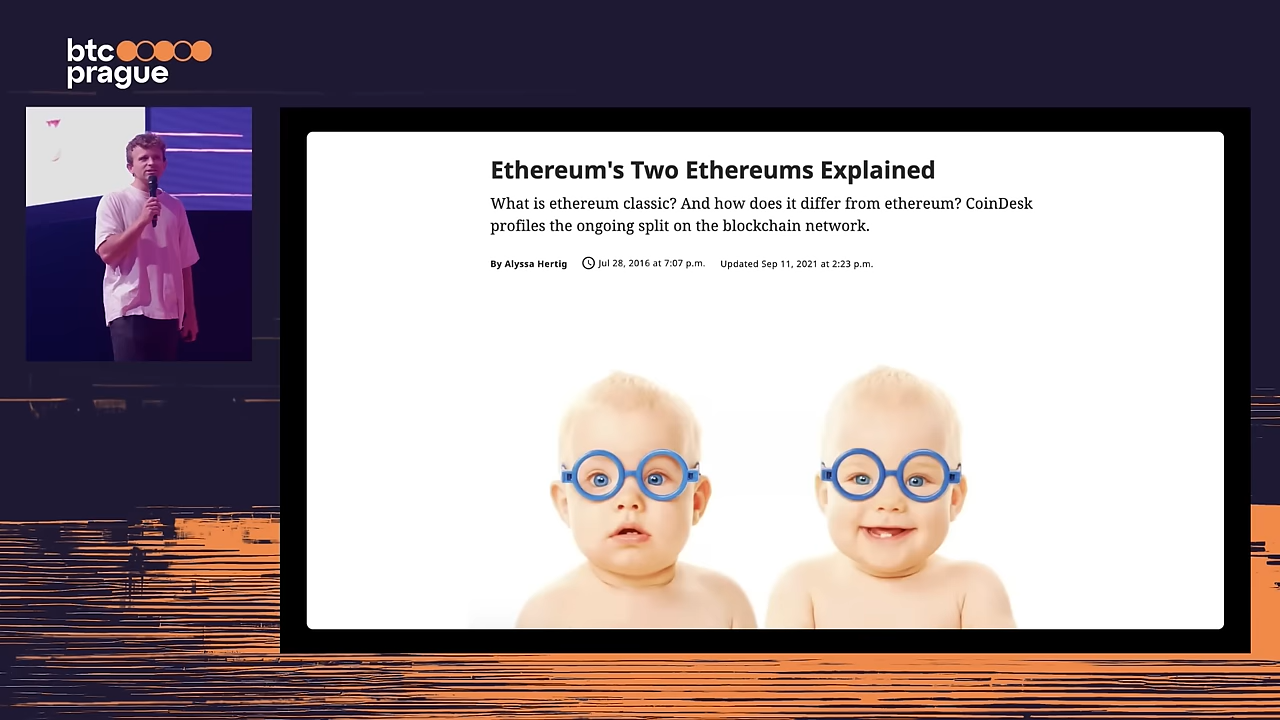 btc
prague
Ethereum's Two Ethereums Explained
What is ethereum classic? And how does it differ from ethereum? CoinDesk
profiles the ongoing split on the blockchain network.
By Alyssa Hertig Jul 28, 2016 at 7:07 p.m. Updated Sep 11, 2021 at 2:23 p.m.